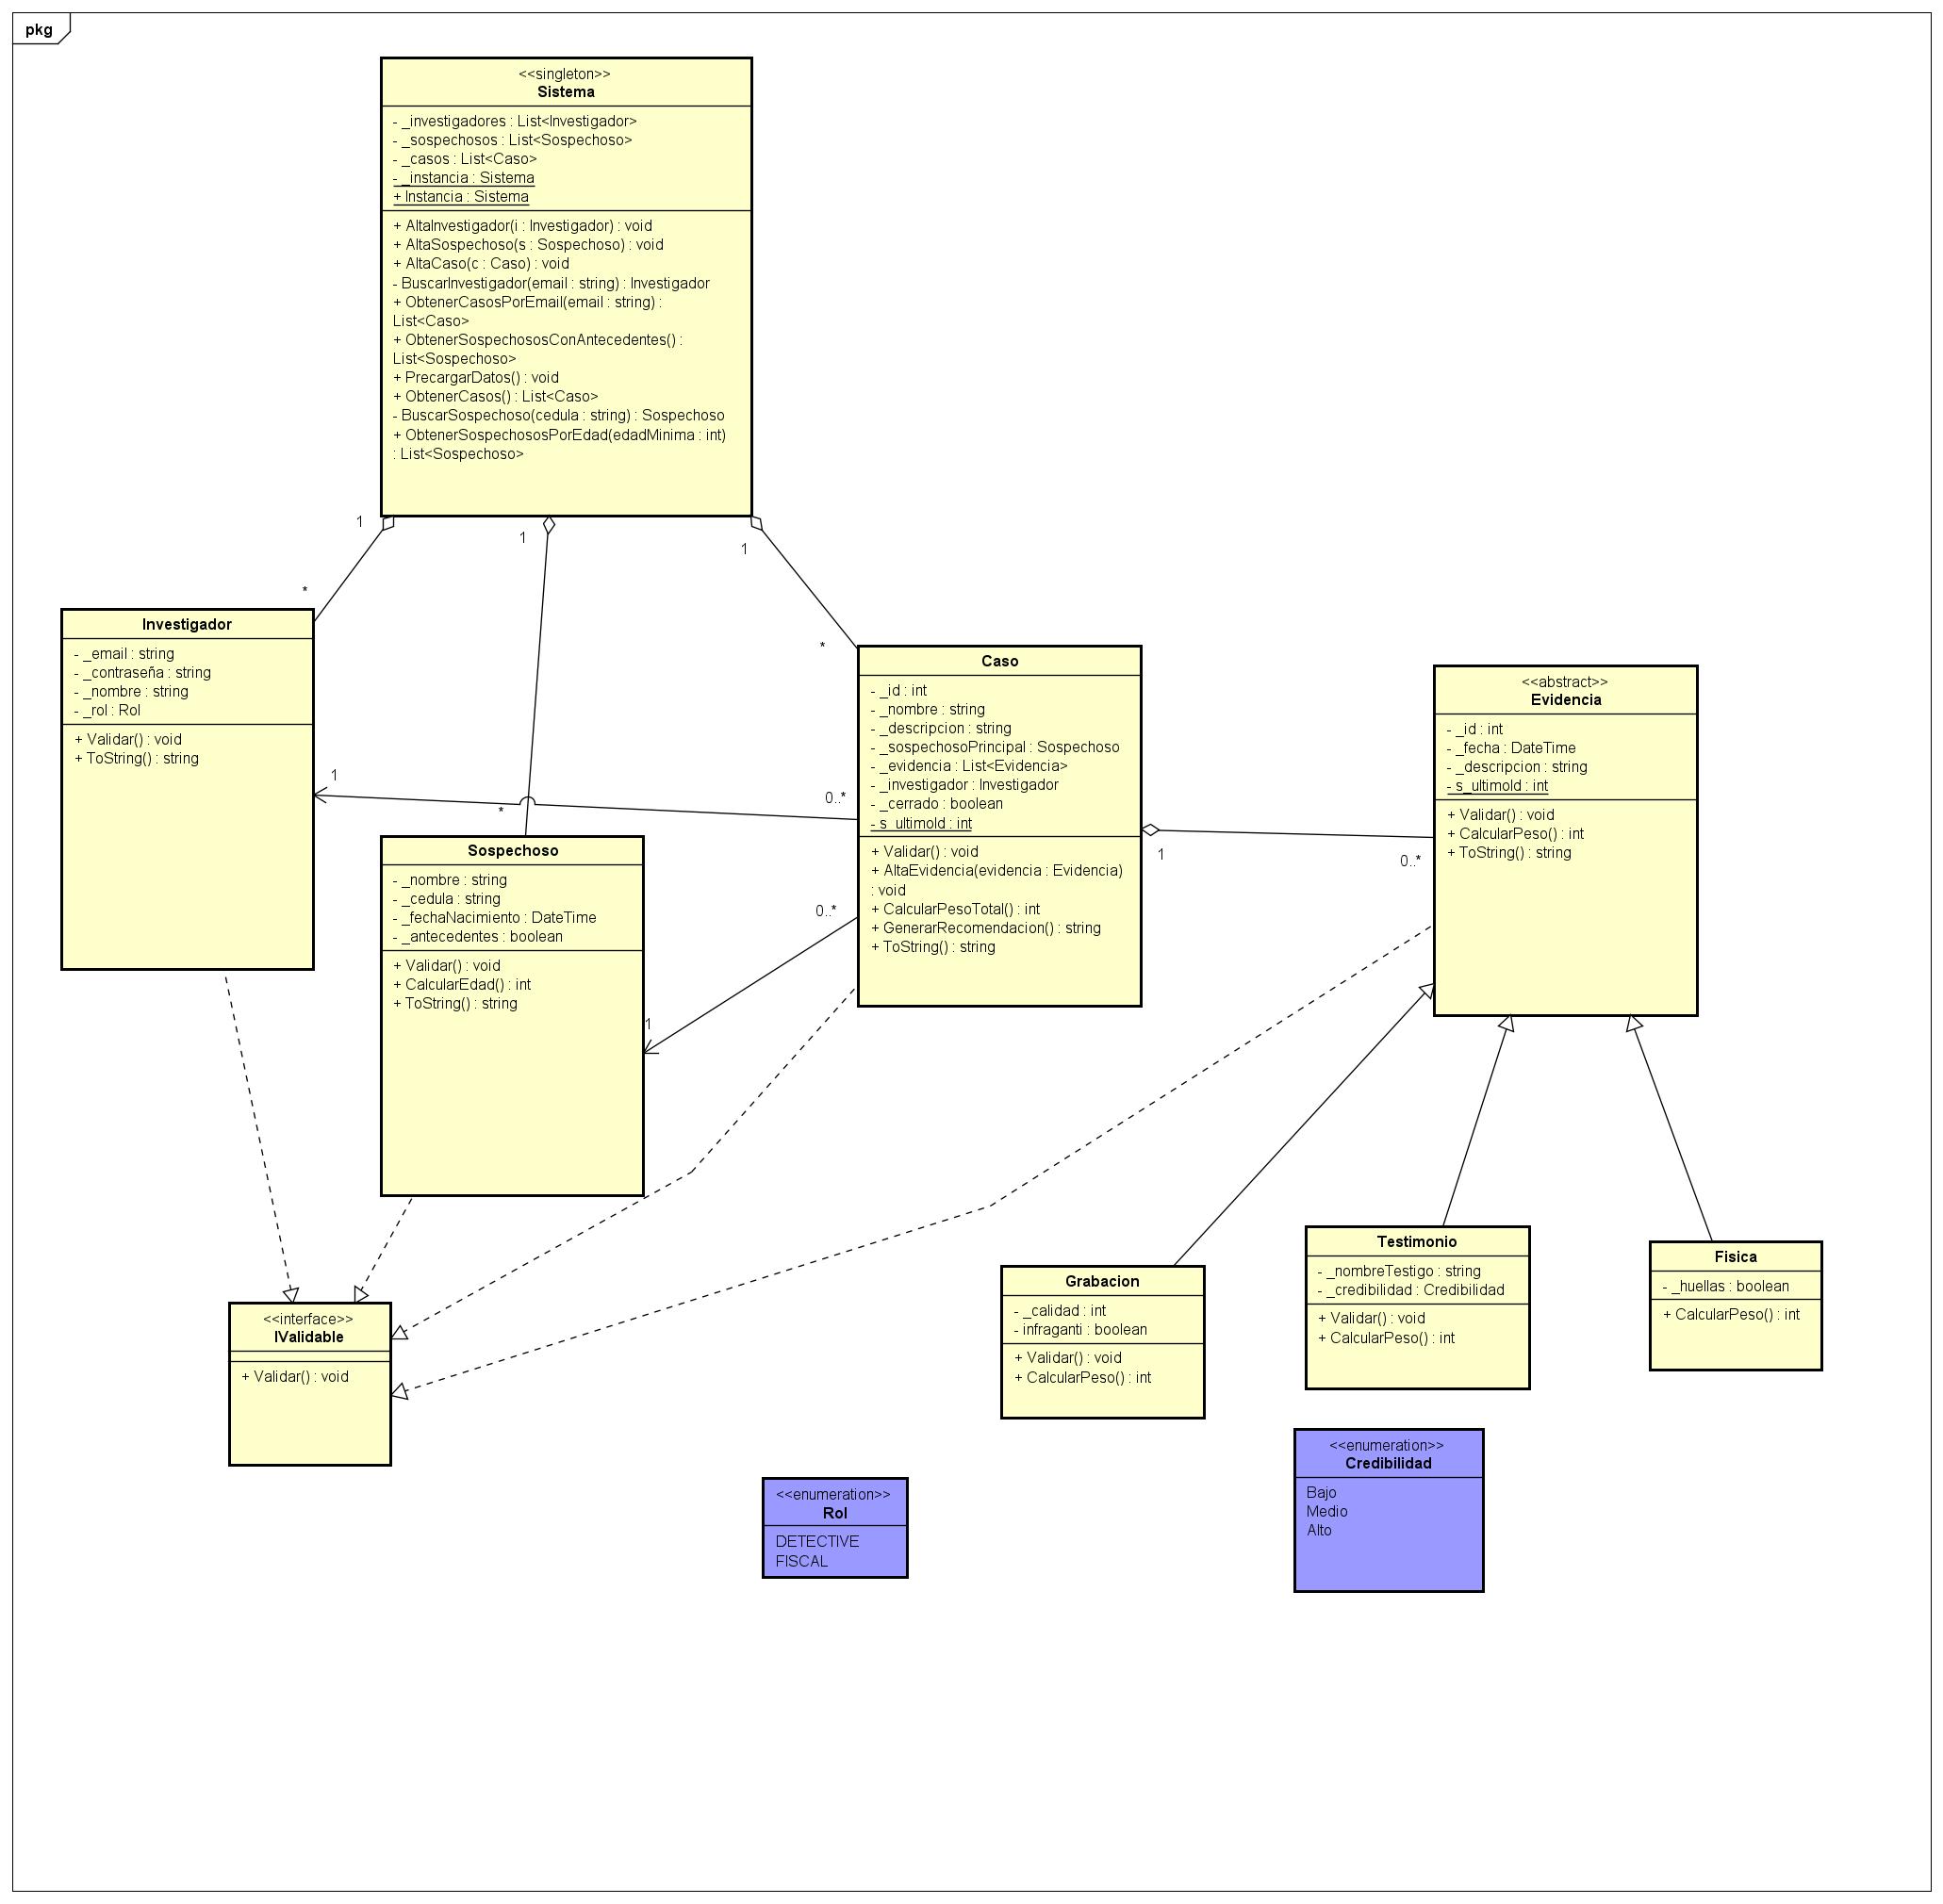 pkg
<<singleton>>
Sistema
- _investigadores : List<Investigador>
- _sospechosos : List<Sospechoso>
- _casos : List<Caso>
- _instancia : Sistema
+ Instancia : Sistema
+ AltaInvestigador(i : Investigador) : void
+ AltaSospechoso(s : Sospechoso) : void
+ AltaCaso(c : Caso) : void
- BuscarInvestigador(email : string) : Investigador
+ ObtenerCasosPorEmail(email : string) :
List<Caso>
+ ObtenerSospechososConAntecedentes() :
List<Sospechoso>
+ PrecargarDatos() : void
+ ObtenerCasos() : List<Caso>
- BuscarSospechoso(cedula : string) : Sospechoso
+ ObtenerSospechososPorEdad(edadMinima : int)
: List<Sospechoso>
1
1
1
*
*
*
Investigador
- _email : string
- _contraseña : string
- _nombre : string
- _rol : Rol
+ Validar() : void
+ ToString() : string
1
0..*
Caso
- _id : int
- _nombre : string
- _descripcion : string
- _sospechosoPrincipal : Sospechoso
- _evidencia : List<Evidencia>
- _investigador : Investigador
- _cerrado : boolean
- s_ultimoId : int
+ Validar() : void
+ AltaEvidencia(evidencia : Evidencia)
: void
+ CalcularPesoTotal() : int
+ GenerarRecomendacion() : string
+ ToString() : string
1
0..*
<<abstract>>
Evidencia
- _id : int
- _fecha : DateTime
- _descripcion : string
- s_ultimoId : int
+ Validar() : void
+ CalcularPeso() : int
+ ToString() : string
Sospechoso
- _nombre : string
- _cedula : string
- _fechaNacimiento : DateTime
- _antecedentes : boolean
+ Validar() : void
+ CalcularEdad() : int
+ ToString() : string
0..*
1
<<interface>>
IValidable
+ Validar() : void
Grabacion
- _calidad : int
- infraganti : boolean
+ Validar() : void
+ CalcularPeso() : int
Testimonio
- _nombreTestigo : string
- _credibilidad : Credibilidad
+ Validar() : void
+ CalcularPeso() : int
Fisica
- _huellas : boolean
+ CalcularPeso() : int
<<enumeration>>
Rol
DETECTIVE
FISCAL
<<enumeration>>
Credibilidad
Bajo
Medio
Alto